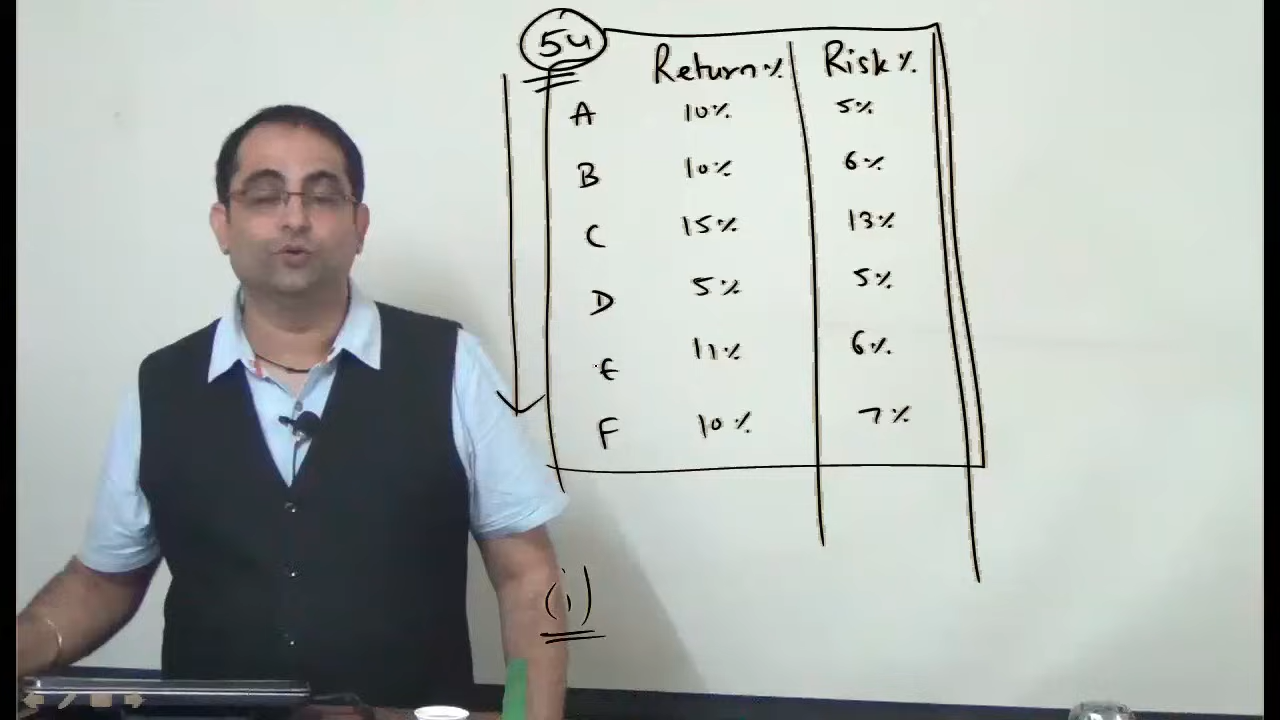 54
Return% Risk%
A 10% 5%
B 10% 6%
C 15% 13%
D 5% 5%
E 11% 6%
F 10% 7%
(i)